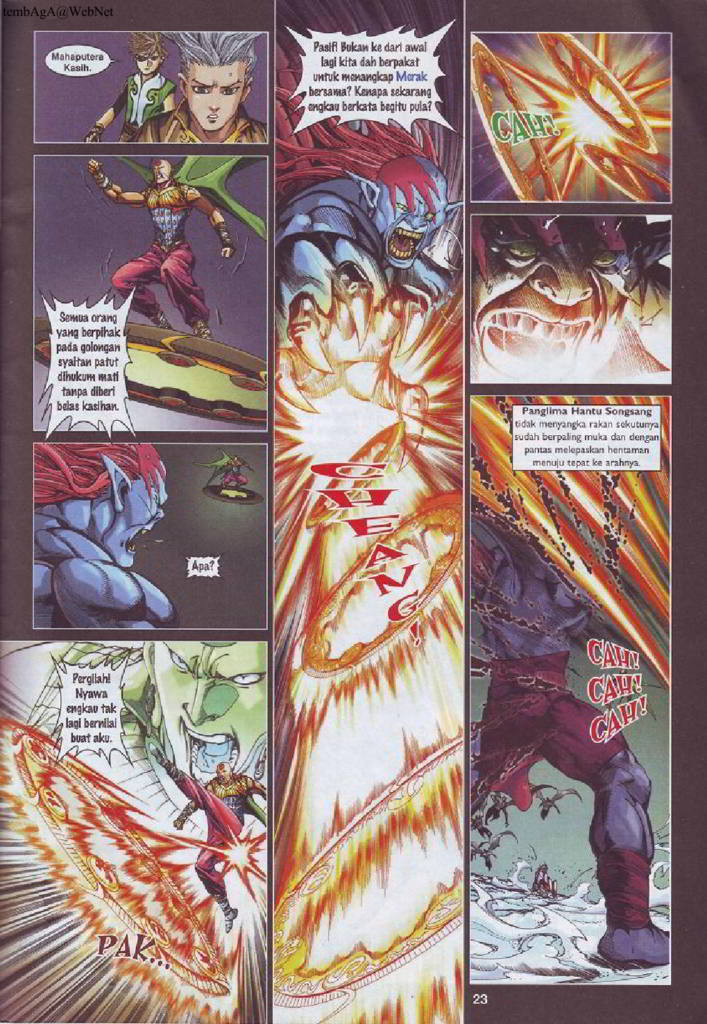 tembAgA@WebNet
Mahaputera
Kasih.
Semua orang
yang berpihak
pada golongan
syaitan patut
dihukum mati
tanpa diberi
belas kasihan.
Apa?
Pergilah!
Nyawa
engkau tak
lagi bernilai
buat aku.
PAK...
Pasif! Bukan ke dari awal
lagi kita dah berpakat
untuk menangkap Merak
bersama? Kenapa sekarang
engkau berkata begitu pula?
CHEANG!
CAH!
Panglima Hantu Songsang
tidak menyangka rakan sekutunya
sudah berpaling muka dan dengan
pantas melepaskan hentaman
menuju tepat ke arahnya.
CAH!
CAH!
CAH!
23